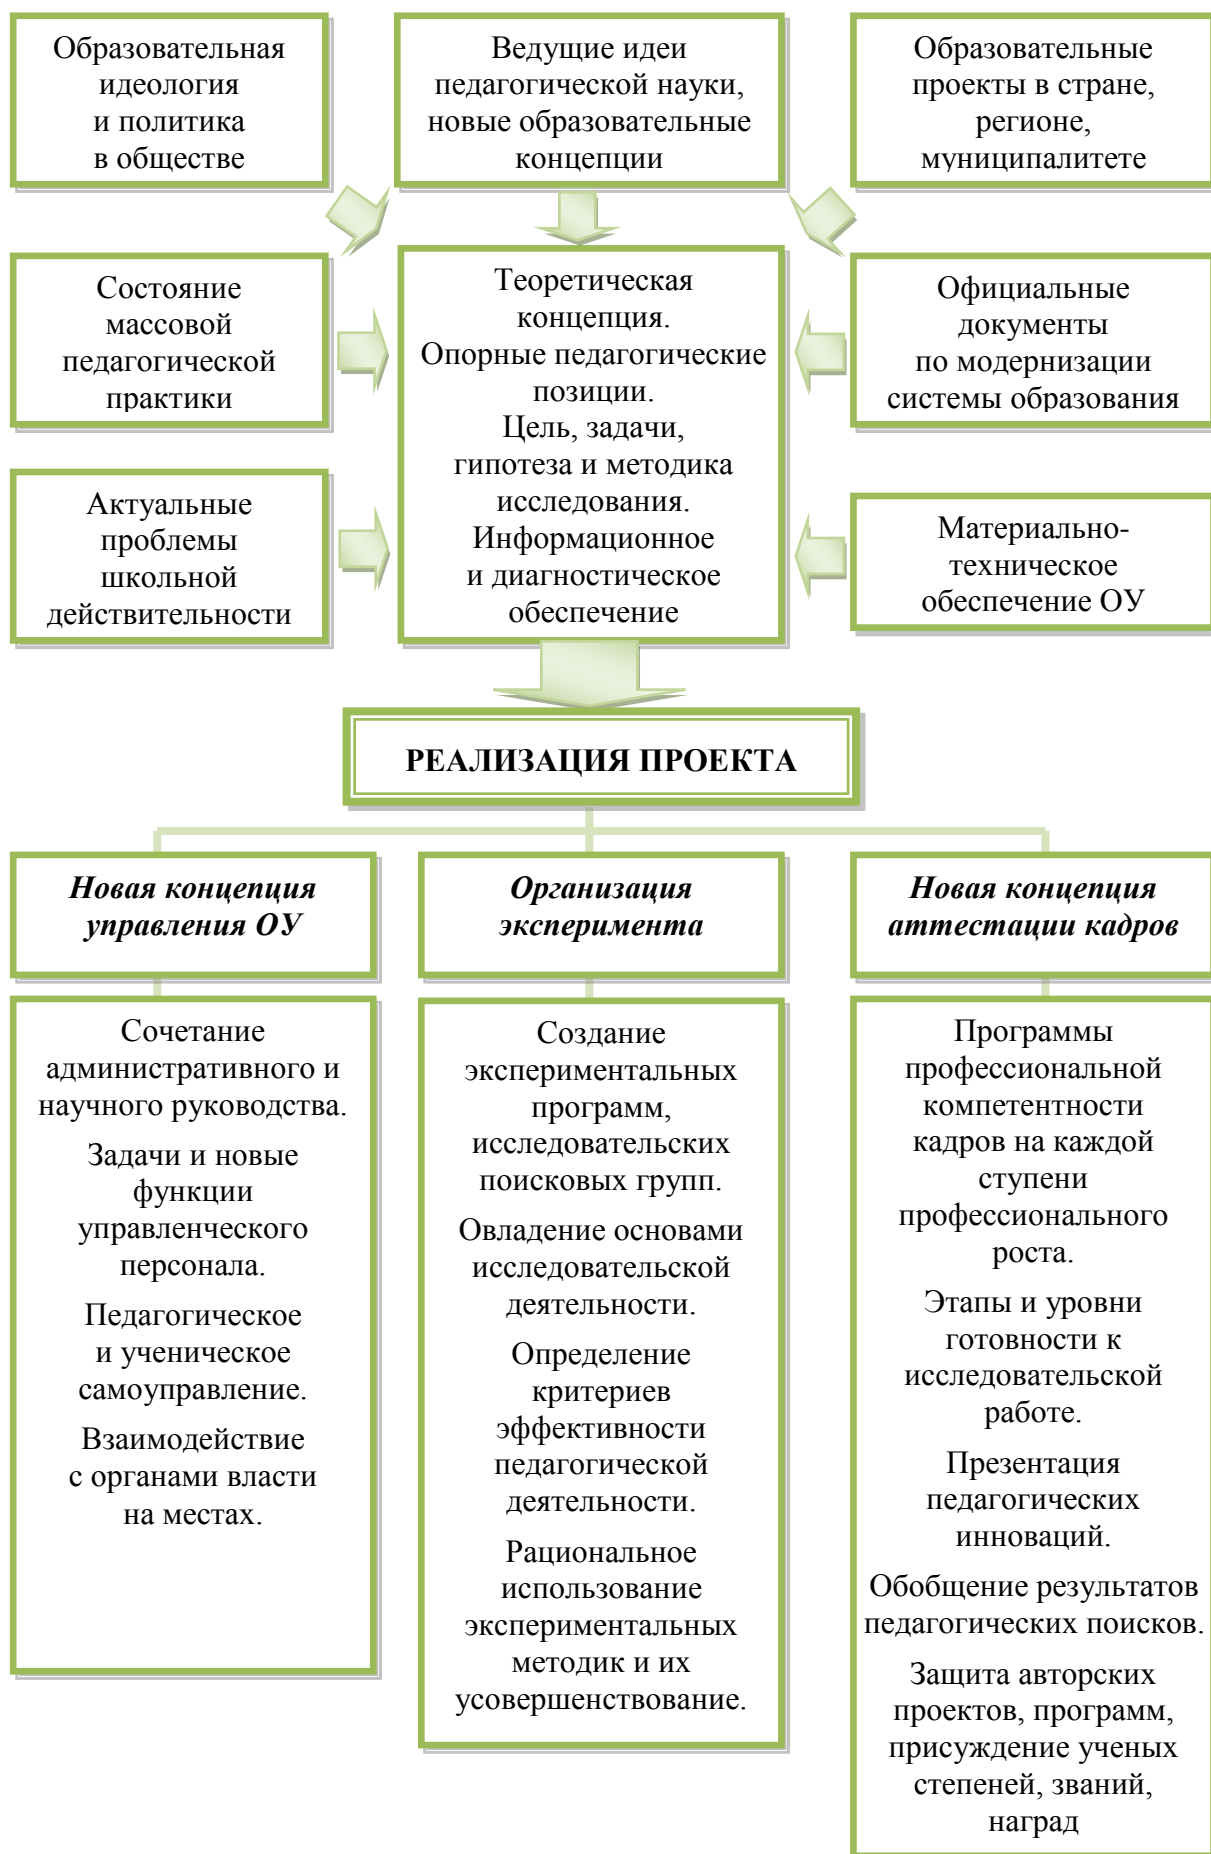 Образовательная
идеология
и политика
в обществе
Ведущие идеи
педагогической науки,
новые образовательные
концепции
Образовательные
проекты в стране,
регионе,
муниципалитете
Состояние
массовой
педагогической
практики
Теоретическая
концепция.
Опорные педагогические
позиции.
Цель, задачи,
гипотеза и методика
исследования.
Информационное
и диагностическое
обеспечение
Официальные
документы
по модернизации
системы образования
Актуальные
проблемы
школьной
действительности
Материально-
техническое
обеспечение ОУ
РЕАЛИЗАЦИЯ ПРОЕКТА
Новая концепция
управления ОУ
Организация
эксперимента
Новая концепция
аттестации кадров
Сочетание
административного и
научного руководства.
Задачи и новые
функции
управленческого
персонала.
Педагогическое
и ученическое
самоуправление.
Взаимодействие
с органами власти
на местах.
Создание
экспериментальных
программ,
исследовательских
поисковых групп.
Овладение основами
исследовательской
деятельности.
Определение
критериев
эффективности
педагогической
деятельности.
Рациональное
использование
экспериментальных
методик и их
усовершенствование.
Программы
профессиональной
компетентности
кадров на каждой
ступени
профессионального
роста.
Этапы и уровни
готовности к
исследовательской
работе.
Презентация
педагогических
инноваций.
Обобщение результатов
педагогических поисков.
Защита авторских
проектов, программ,
присуждение ученых
степеней, званий,
наград